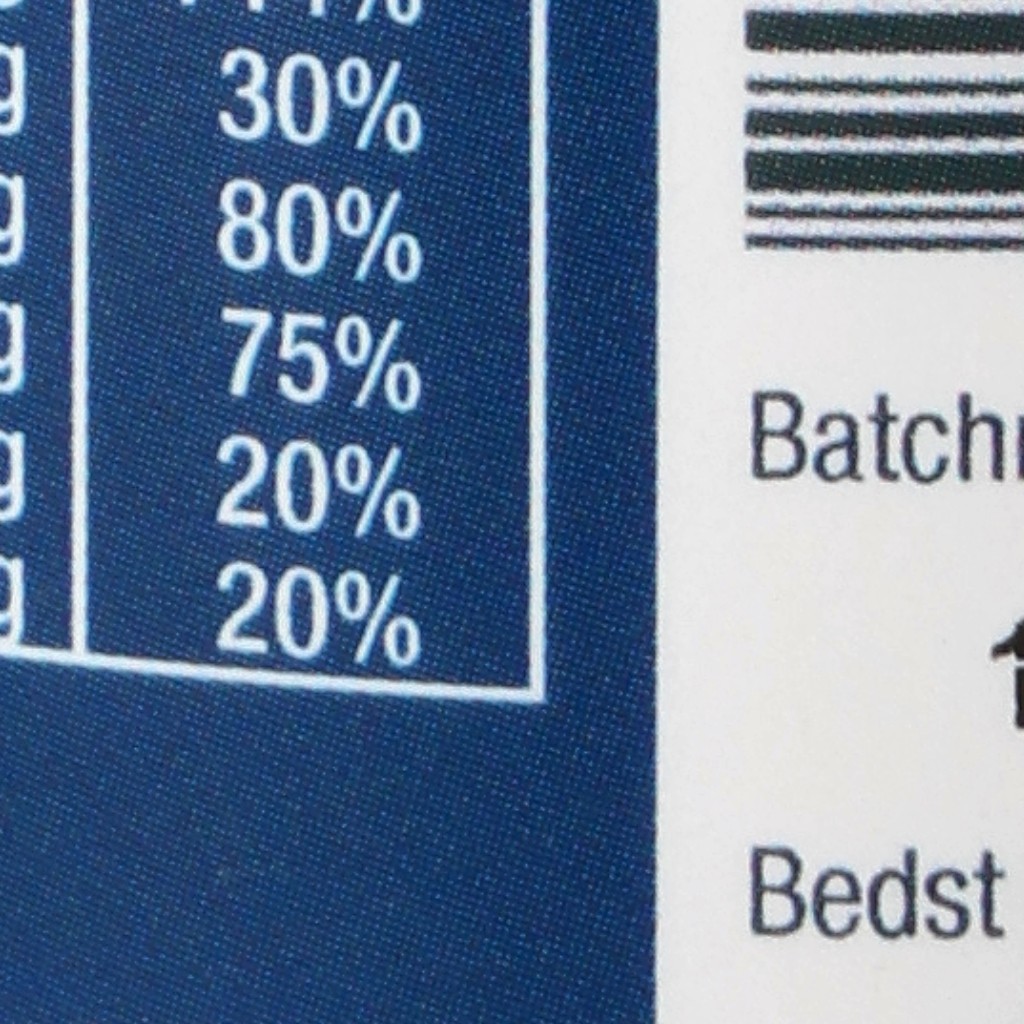 g 30%
g 80%
g 75%
g 20%
g 20%
Batchn
Bedst